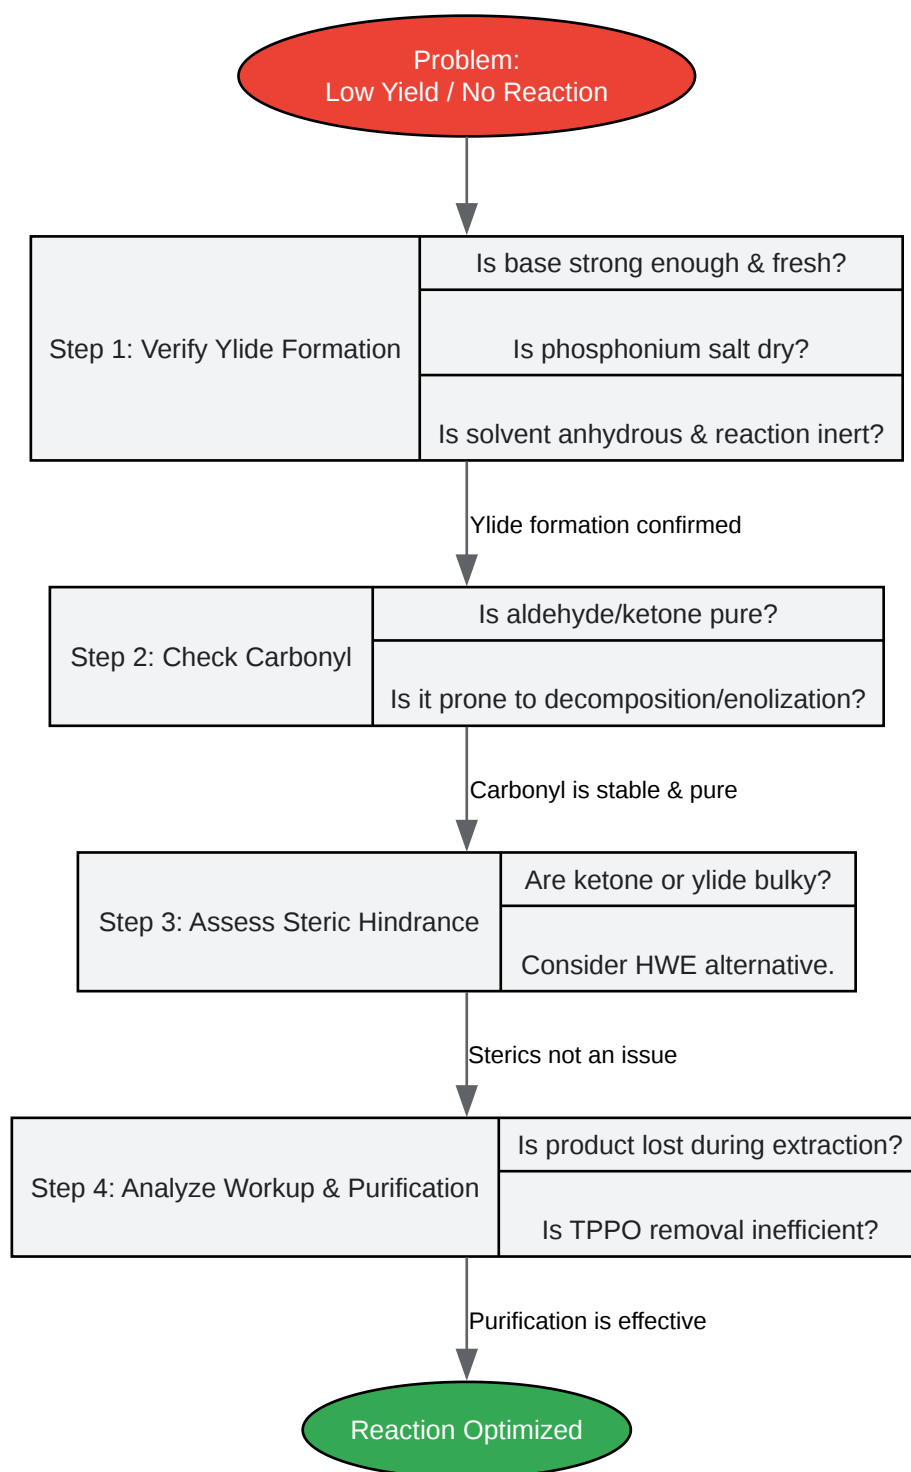 Problem:
Low Yield / No Reaction
Step 1: Verify Ylide Formation
Is base strong enough & fresh?
Is phosphonium salt dry?
Is solvent anhydrous & reaction inert?
Ylide formation confirmed
Step 2: Check Carbonyl
Is aldehyde/ketone pure?
Is it prone to decomposition/enolization?
Carbonyl is stable & pure
Step 3: Assess Steric Hindrance
Are ketone or ylide bulky?
Consider HWE alternative.
Sterics not an issue
Step 4: Analyze Workup & Purification
Is product lost during extraction?
Is TPPO removal inefficient?
Purification is effective
Reaction Optimized